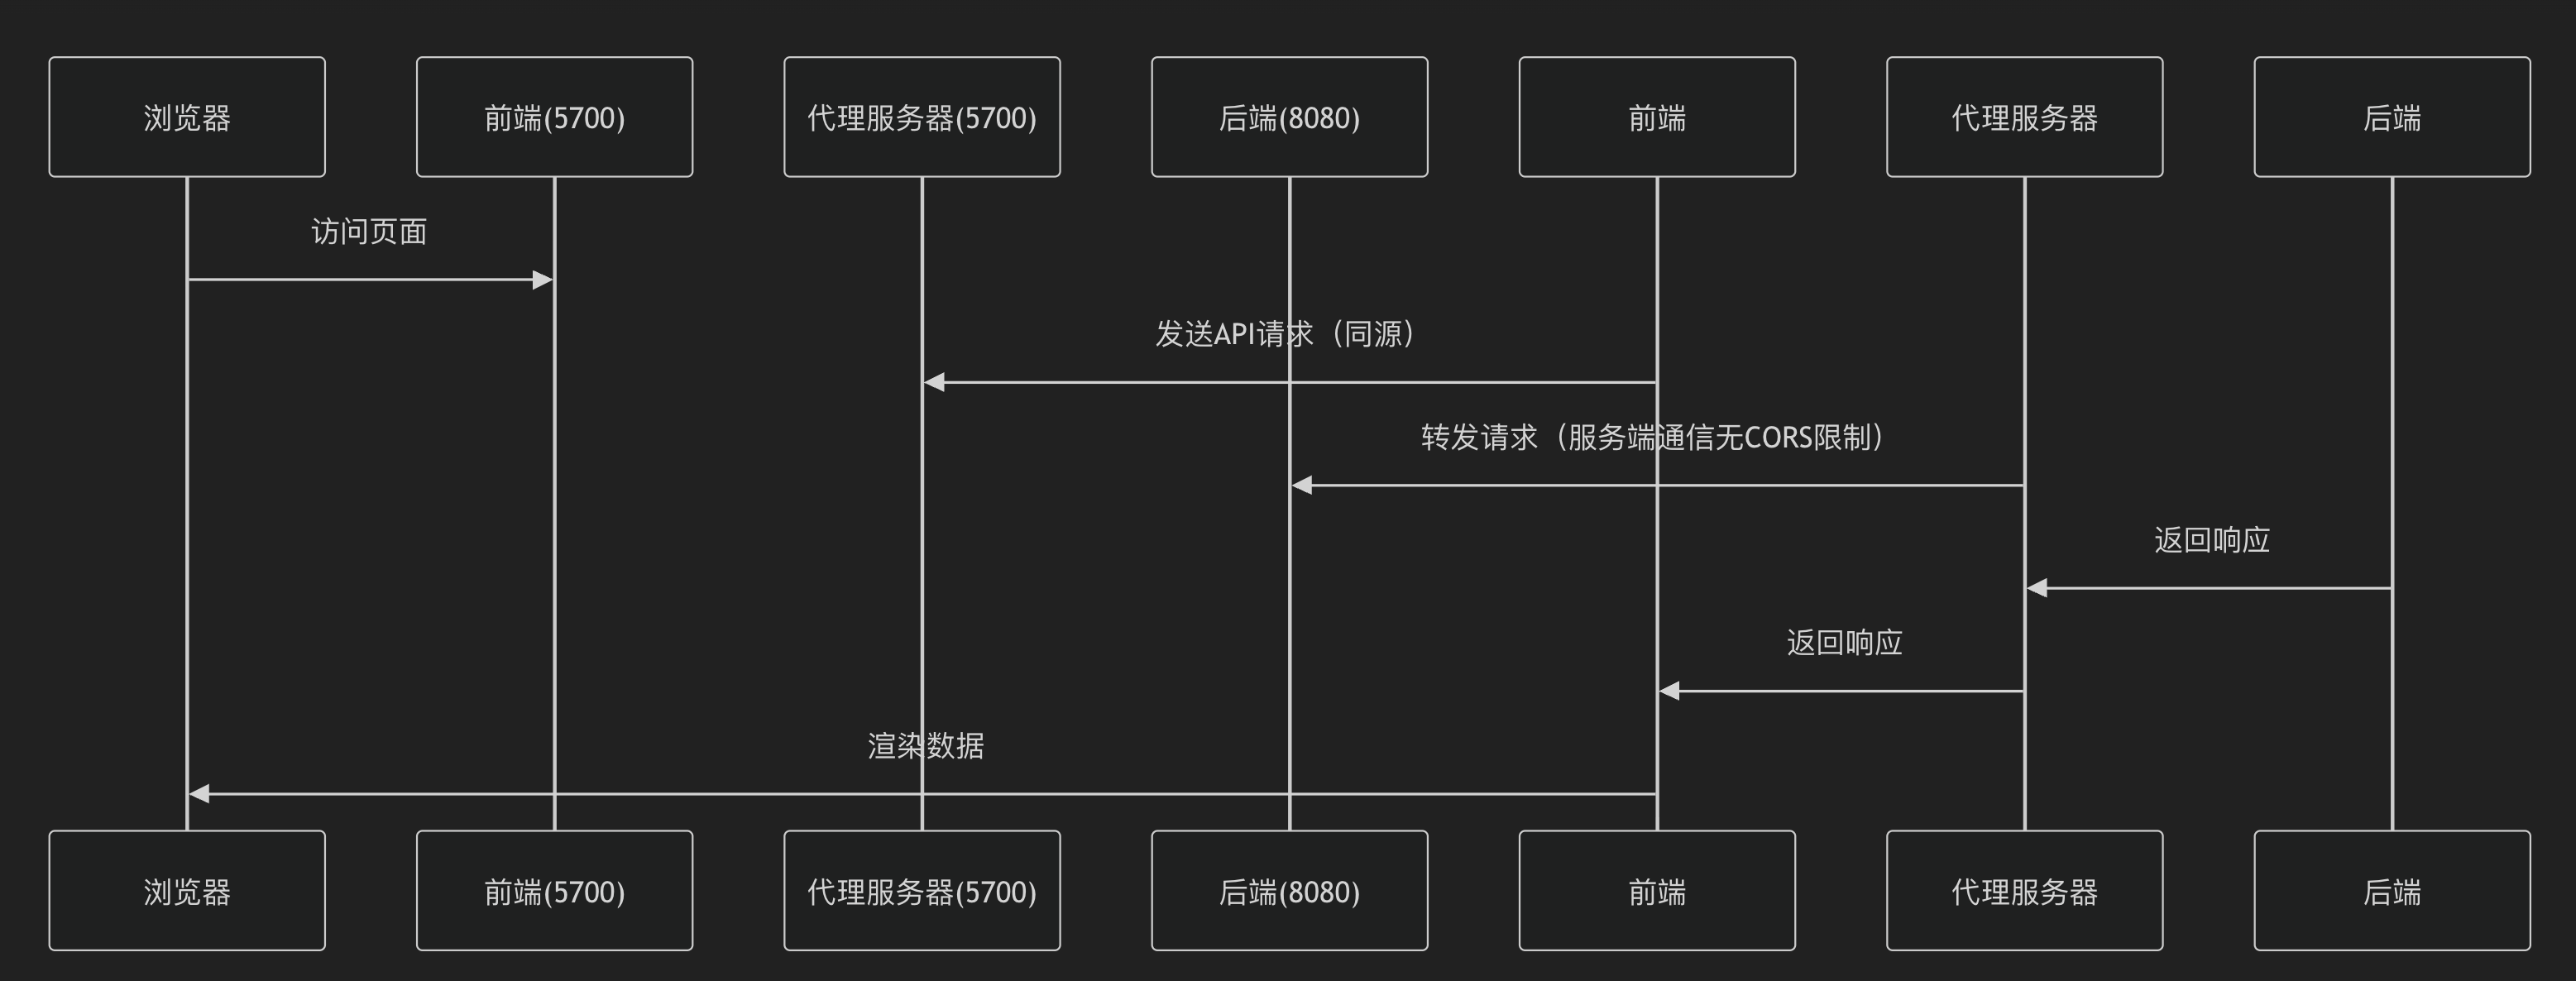 浏览器
前端(5700)
代理服务器(5700)
后端(8080)
前端
代理服务器
后端
访问页面
发送API请求（同源）
转发请求（服务端通信无CORS限制）
返回响应
返回响应
渲染数据
浏览器
前端(5700)
代理服务器(5700)
后端(8080)
前端
代理服务器
后端